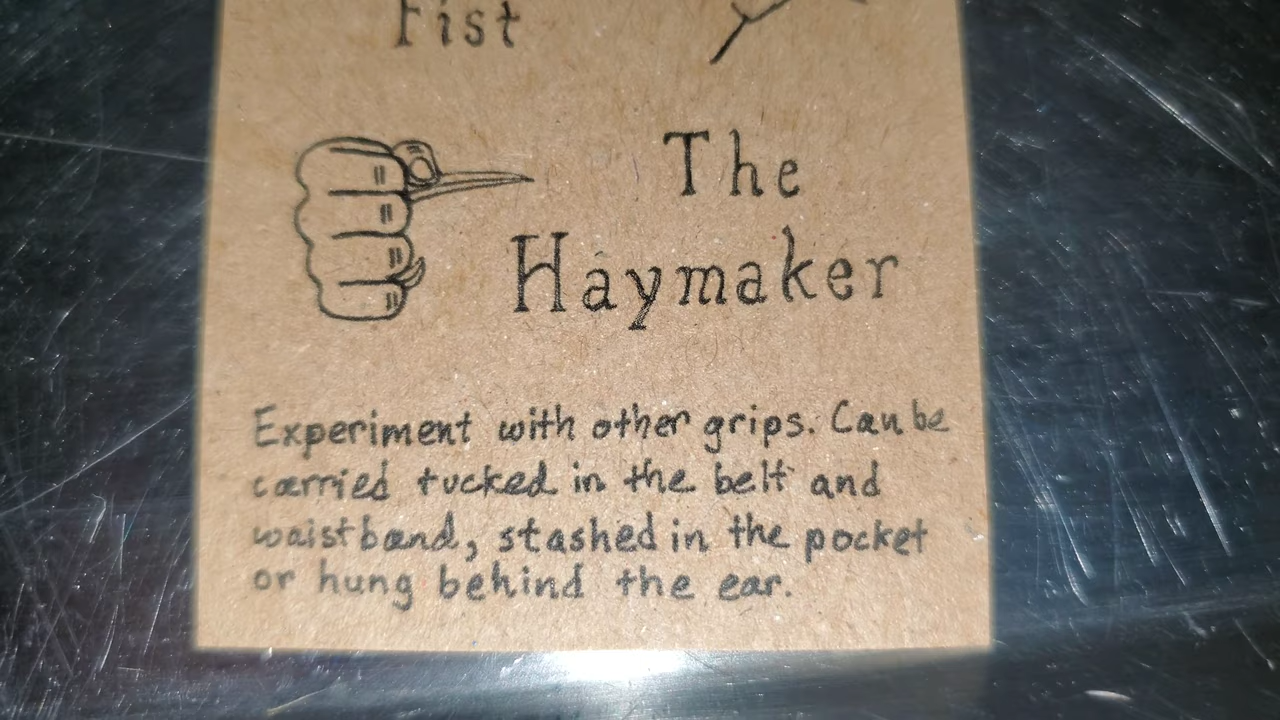 Fist
The
Haymaker
Experiment with other grips. Can be
carried tucked in the belt and
waistband, stashed in the pocket
or hung behind the ear.